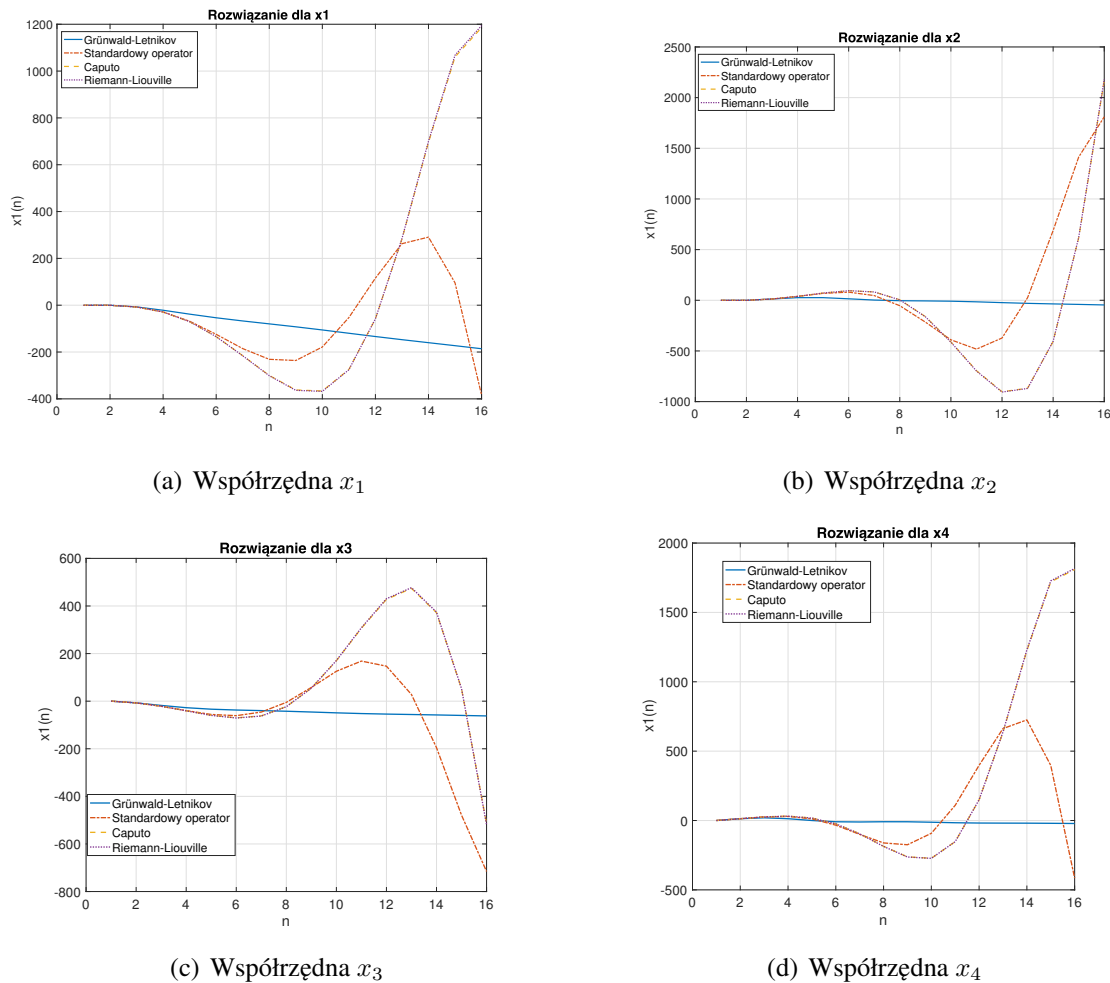 Rozwiązanie dla x1
1200
1000
800
600
400
200
0
-200
-400
x1(n)
0 2 4 6 8 10 12 14 16
n
Grünwald-Letnikov
Standardowy operator
Caputo
Riemann-Liouville
(a) Współrzędna x₁
Rozwiązanie dla x2
2500
2000
1500
1000
500
0
-500
-1000
x1(n)
0 2 4 6 8 10 12 14 16
n
Grünwald-Letnikov
Standardowy operator
Caputo
Riemann-Liouville
(b) Współrzędna x₂
Rozwiązanie dla x3
600
400
200
0
-200
-400
-600
-800
x1(n)
0 2 4 6 8 10 12 14 16
n
Grünwald-Letnikov
Standardowy operator
Caputo
Riemann-Liouville
(c) Współrzędna x₃
Rozwiązanie dla x4
2000
1500
1000
500
0
-500
x1(n)
0 2 4 6 8 10 12 14 16
n
Grünwald-Letnikov
Standardowy operator
Caputo
Riemann-Liouville
(d) Współrzędna x₄